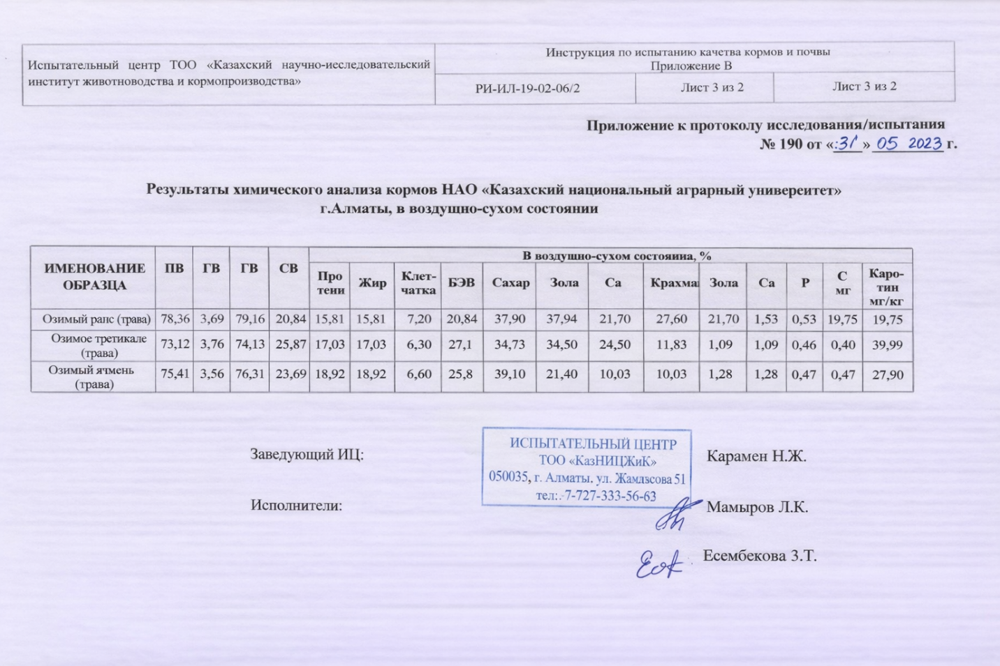 Испытательный центр ТОО «Казахский научно-иеследовательский
институт животноводства и кормопроизводства»
Инструкция по испытанию качетва кормов и почвы
Приложение В
РИ-ИЛ-19-02-06/2 Лист 3 из 2 Лист 3 из 2
Приложение к протоколу исследования/испытания
№ 190 от «:31» 05 2023 г.
Результаты химического анализа кормов НАО «Казахский национальный аграрный универеитет»
г.Алматы, в воздушно-сухом состоянии
ИМЕНОВАНИЕ ОБРАЗЦА ПВ ГВ ГВ СВ В воздушно-сухом состояиина, %
Про тени Жир Клет-чатка БЭВ Сахар Зола Са Крахма Зола Са Р С мг Каро-тин мг/кг
Озимый рапс (трава) 78,36 3,69 79,16 20,84 15,81 15,81 7,20 20,84 37,90 37,94 21,70 27,60 21,70 1,53 0,53 19,75 19,75
Озимое третикале (трава) 73,12 3,76 74,13 25,87 17,03 17,03 6,30 27,1 34,73 34,50 24,50 11,83 1,09 1,09 0,46 0,40 39,99
Озимый ячмень (трава) 75,41 3,56 76,31 23,69 18,92 18,92 6,60 25,8 39,10 21,40 10,03 10,03 1,28 1,28 0,47 0,47 27,90
Заведующий ИЦ:
ИСПЫТАТЕЛЬНЫЙ ЦЕНТР
ТОО «КазНИЦЖиК»
050035, г. Алматы. ул. Жамдзсова 51
тел:.-7-727-333-56-63
Карамен Н.Ж.
Исполнители:
Мамыров Л.К.
Есембекова З.Т.